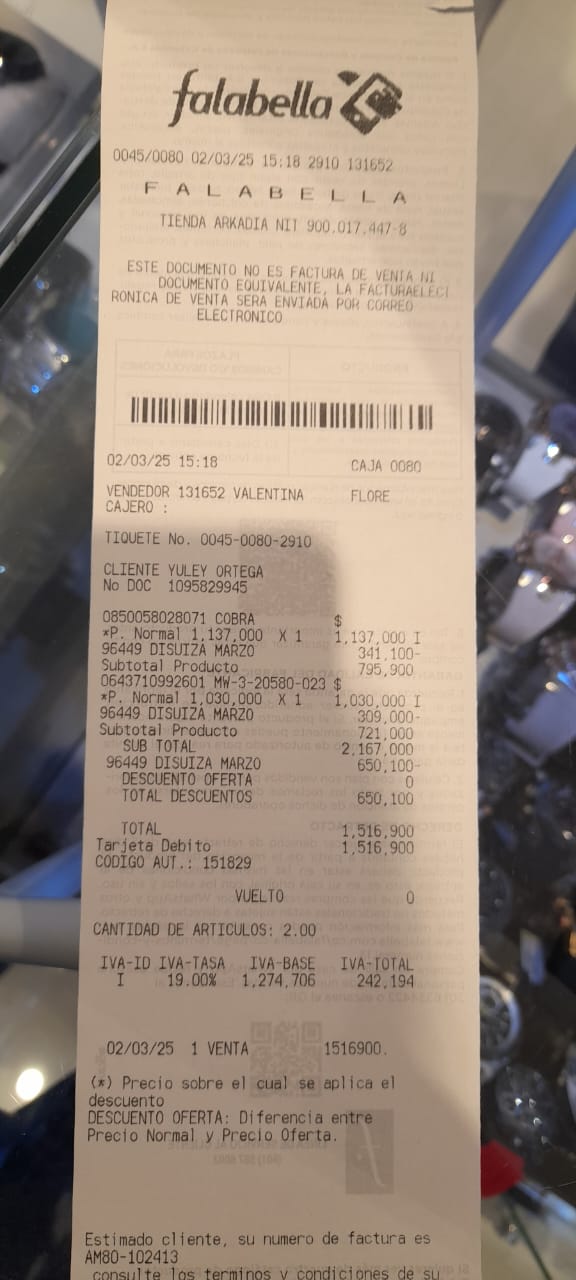 falabella
0045/0080 02/03/25 15:18 2910 131652
F A L A B E L L A
TIENDA ARKADIA NIT 900.017.447-8
ESTE DOCUMENTO NO ES FACTURA DE VENTA NI
DOCUMENTO EQUIVALENTE, LA FACTURAELECT
RONICA DE VENTA SERA ENVIADA POR CORREO
ELECTRONICO
02/03/25 15:18 CAJA 0080
VENDEDOR 131652 VALENTINA FLORE
CAJERO :
TIQUETE No. 0045-0080-2910
CLIENTE YULEY ORTEGA
No DOC 1095829945
0850058028071 COBRA $
*P. Normal 1,137,000 X 1 1,137,000 I
96449 DISUIZA MARZO 341,100-
Subtotal Producto 795,900
0643710992601 MW-3-20580-023 $
*P. Normal 1,030,000 X 1 1,030,000 I
96449 DISUIZA MARZO 309,000-
Subtotal Producto 721,000
SUB TOTAL 2,167,000
96449 DISUIZA MARZO 650,100-
DESCUENTO OFERTA 0
TOTAL DESCUENTOS 650,100
TOTAL 1,516,900
Tarjeta Debito 1,516,900
CODIGO AUT.: 151829
VUELTO 0
CANTIDAD DE ARTICULOS: 2.00
IVA-ID IVA-TASA IVA-BASE IVA-TOTAL
I 19.00% 1,274,706 242,194
02/03/25 1 VENTA 1516900.
(*) Precio sobre el cual se aplica el
descuento
DESCUENTO OFERTA: Diferencia entre
Precio Normal y Precio Oferta.
Estimado cliente, su numero de factura es
AM80-102413
consulte los terminos y condiciones de su